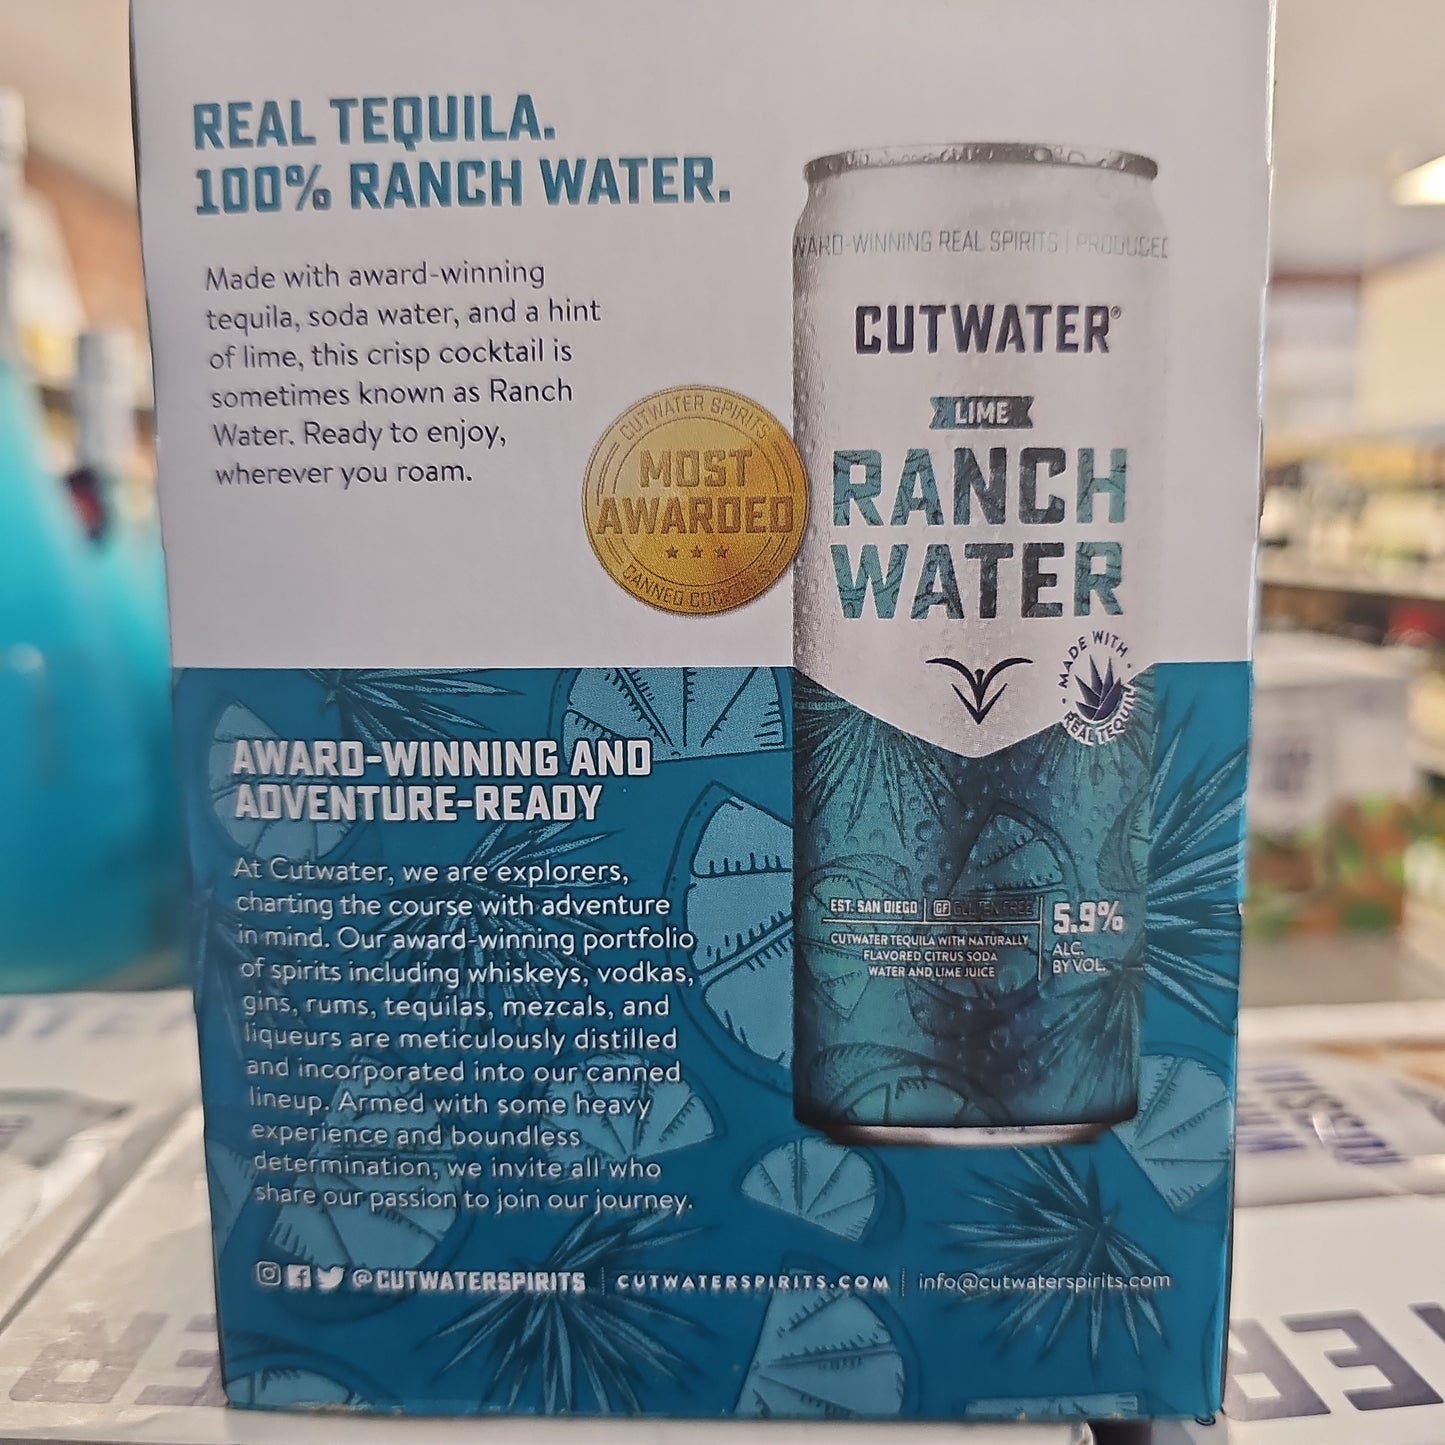 REAL TEQUILA.
100% RANCH WATER.
Made with award-winning
tequila, soda water, and a hint
of lime, this crisp cocktail is
sometimes known as Ranch
Water. Ready to enjoy,
wherever you roam.
CUTWATER SPIRITS
MOST
AWARDED
CANNED COCKTAILS
WARD-WINNING REAL SPIRITS | PRODUCED
CUTWATER®
LIME
RANCH
WATER
MADE WITH
REAL TEQUILA
EST. SAN DIEGO | GF GLUTEN FREE
CUTWATER TEQUILA WITH NATURALLY
FLAVORED CITRUS SODA
WATER AND LIME JUICE
5.9%
ALC.
BY VOL.
AWARD-WINNING AND
ADVENTURE-READY
At Cutwater, we are explorers,
charting the course with adventure
in mind. Our award-winning portfolio
of spirits including whiskeys, vodkas,
gins, rums, tequilas, mezcals, and
liqueurs are meticulously distilled
and incorporated into our canned
lineup. Armed with some heavy
experience and boundless
determination, we invite all who
share our passion to join our journey.
@CUTWATERSPIRITS | CUTWATERSPIRITS.COM | info@cutwaterspirits.com